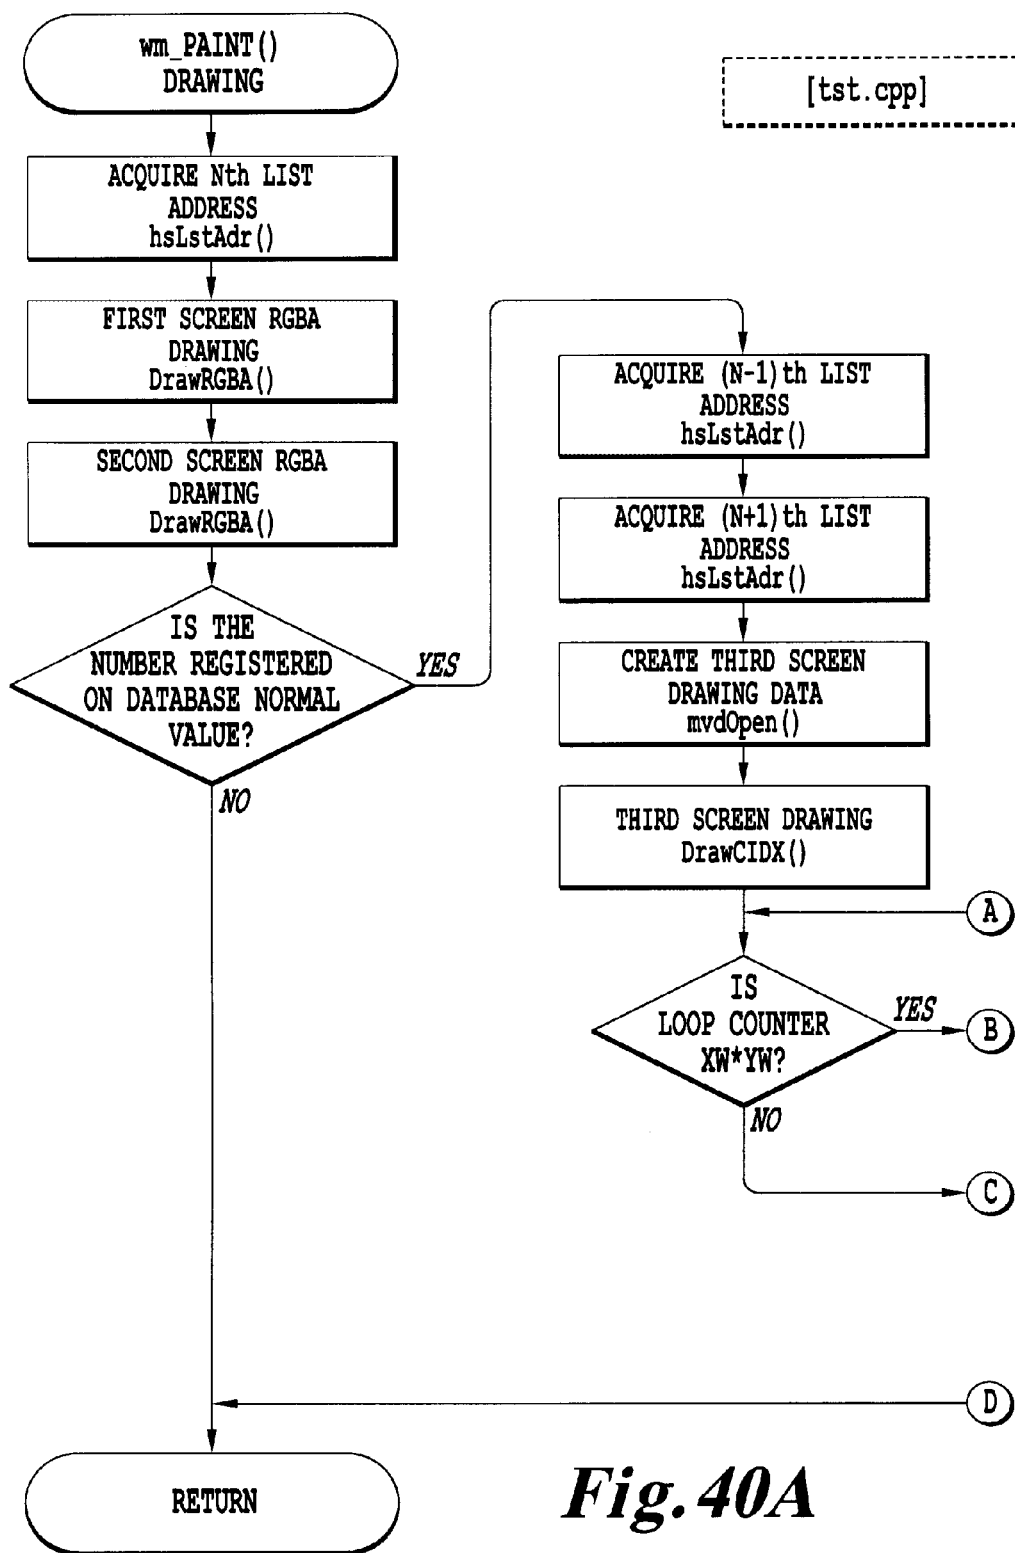 wm_PAINT()
DRAWING
[tst.cpp]
ACQUIRE Nth LIST
ADDRESS
hsLstAdr()
FIRST SCREEN RGBA
DRAWING
DrawRGBA()
SECOND SCREEN RGBA
DRAWING
DrawRGBA()
IS THE
NUMBER REGISTERED
ON DATABASE NORMAL
VALUE?
YES
NO
ACQUIRE (N-1)th LIST
ADDRESS
hsLstAdr()
ACQUIRE (N+1)th LIST
ADDRESS
hsLstAdr()
CREATE THIRD SCREEN
DRAWING DATA
mvdOpen()
THIRD SCREEN DRAWING
DrawCIDX()
A
IS
LOOP COUNTER
XW*YW?
YES
B
NO
C
D
RETURN
Fig. 40A